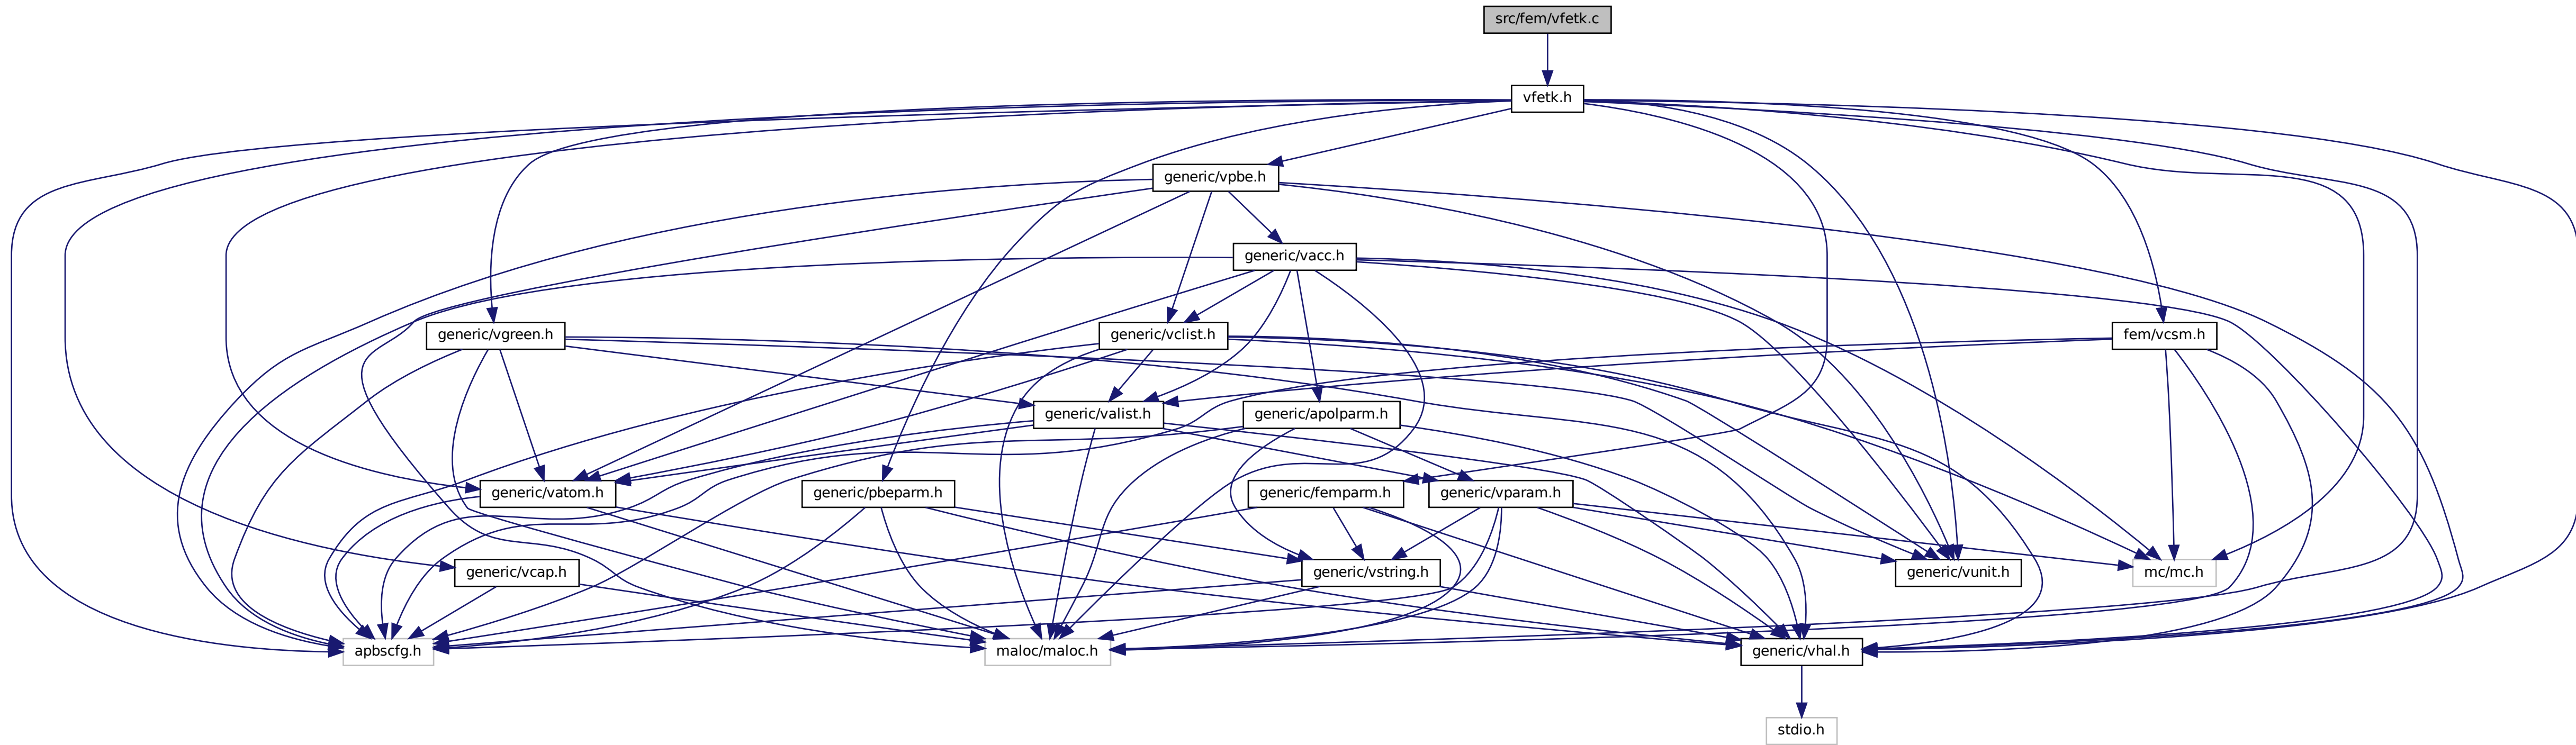 src/fem/vfetk.c
vfetk.h
generic/vpbe.h
generic/vacc.h
generic/vgreen.h
generic/vclist.h
fem/vcsm.h
generic/valist.h
generic/apolparm.h
generic/vatom.h
generic/pbeparm.h
generic/femparm.h
generic/vparam.h
generic/vcap.h
generic/vstring.h
generic/vunit.h
mc/mc.h
apbscfg.h
maloc/maloc.h
generic/vhal.h
stdio.h